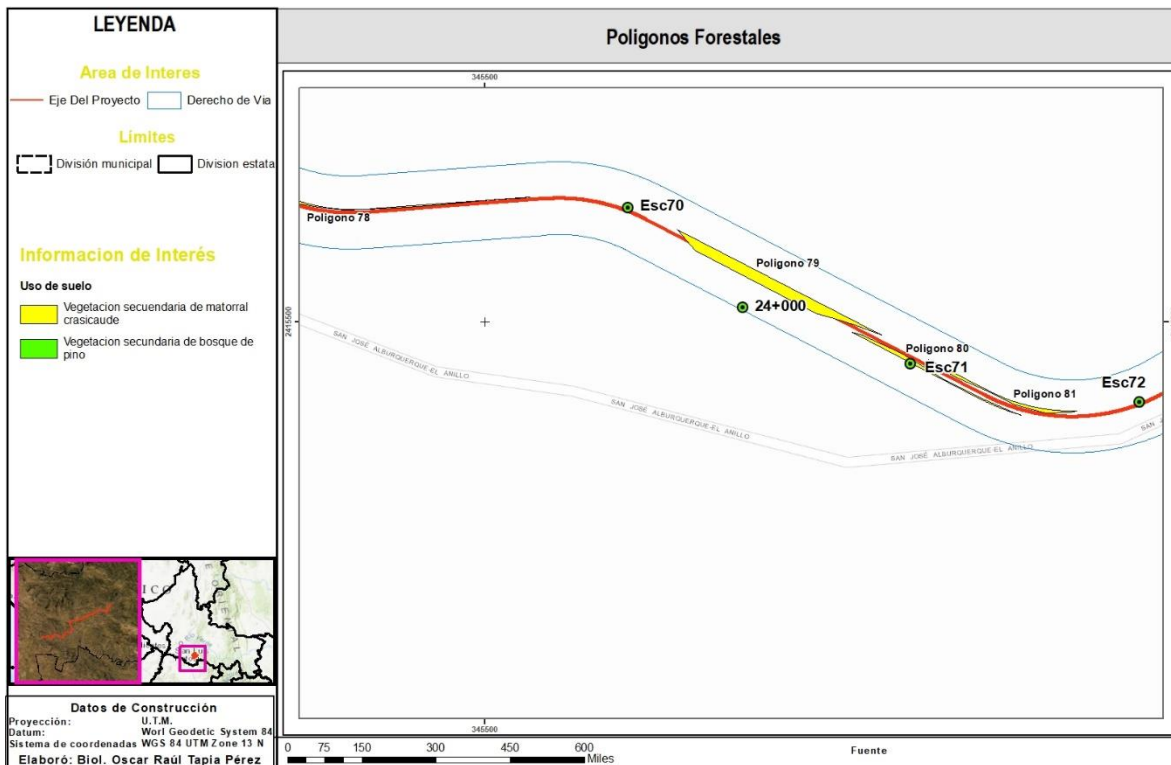 LEYENDA
Area de Interes
Eje Del Proyecto
Derecho de Via
Límites
División municipal
Division estata
Informacion de Interés
Uso de suelo
Vegetacion secuendaria de matorral
crasicaude
Vegetacion secundaria de bosque de
pino
Datos de Construcción
Proyección: U.T.M.
Datum: Worl Geodetic System 84
Sistema de coordenadas WGS 84 UTM Zone 13 N
Elaboró: Biol. Oscar Raúl Tapia Pérez
Poligonos Forestales
345500
2415500
Poligono 78
Esc70
Poligono 79
24+000
Poligono 80
Esc71
Poligono 81
Esc72
SAN JOSÉ ALBURQUERQUE-EL ANILLO
SAN JOSÉ ALBURQUERQUE-EL ANILLO
SAN JOSÉ ALBURQUERQUE-EL ANILLO
345500
0 75 150 300 450 600
Miles
Fuente